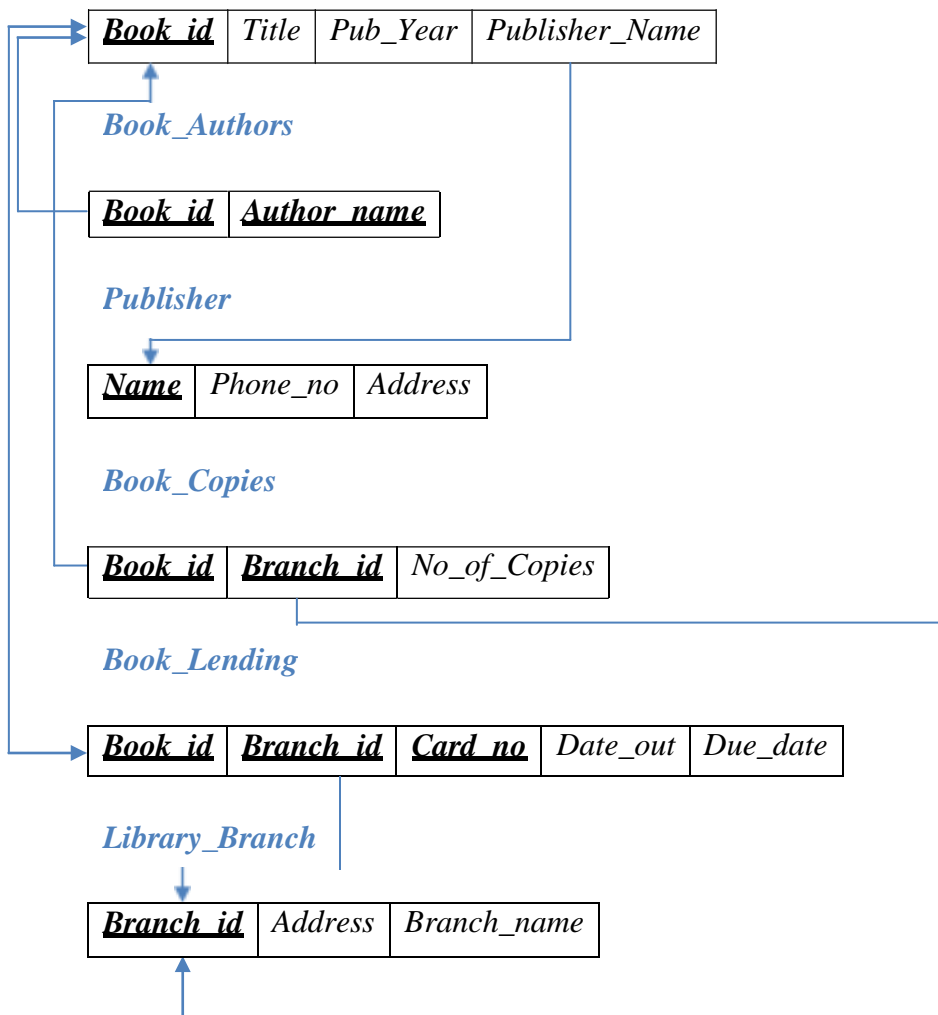 Book_id Title Pub_Year Publisher_Name
Book_Authors
Book_id Author_name
Publisher
Name Phone_no Address
Book_Copies
Book_id Branch_id No_of_Copies
Book_Lending
Book_id Branch_id Card_no Date_out Due_date
Library_Branch
Branch_id Address Branch_name